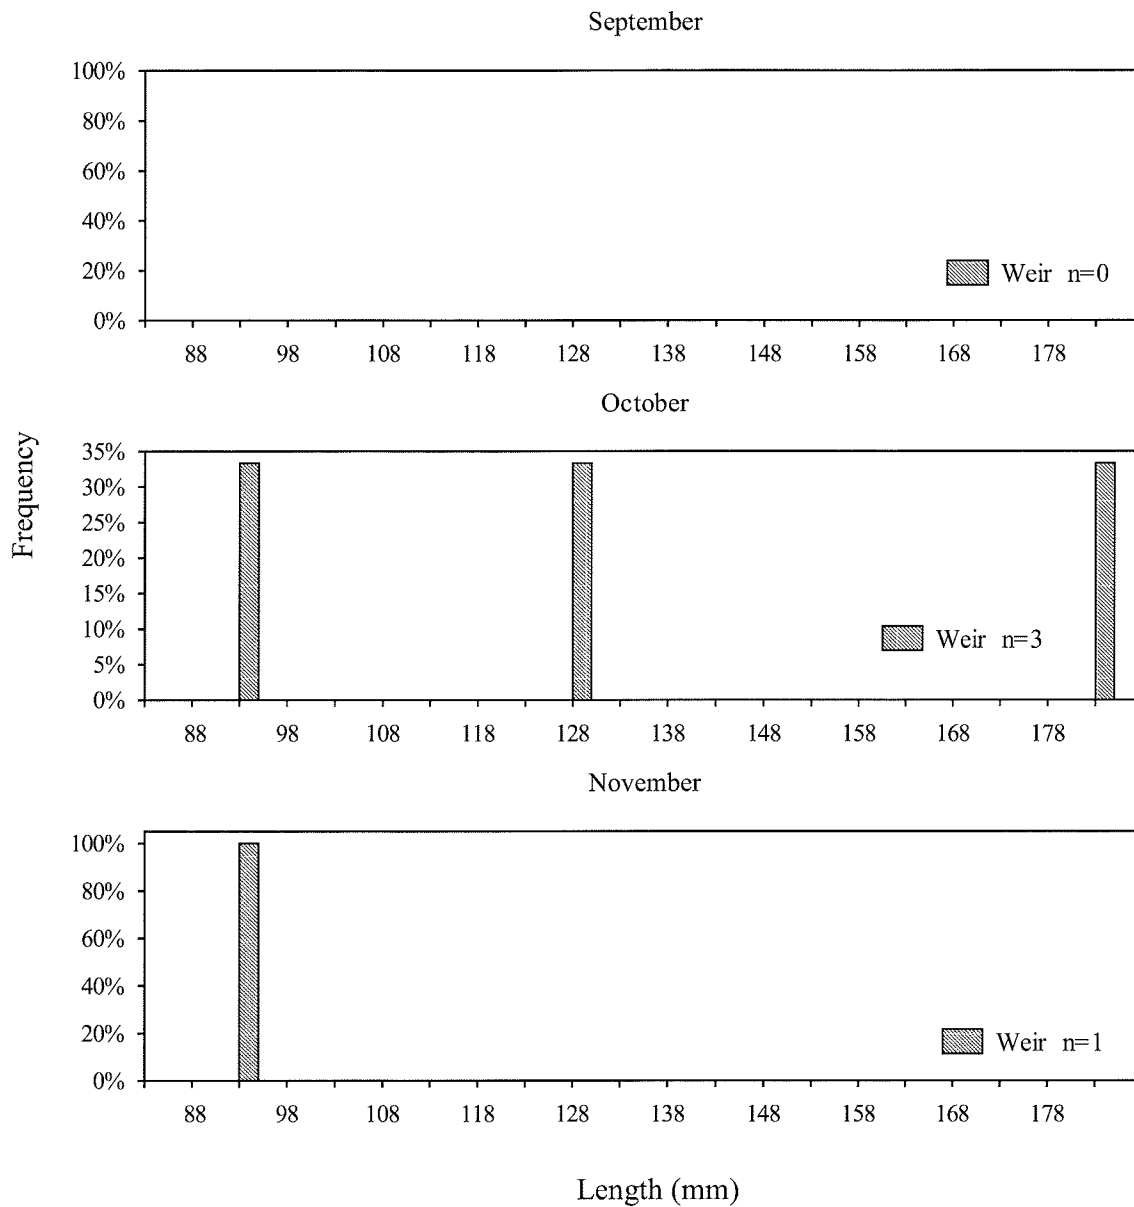 September
100%
80%
60%
40%
20%
0%
Weir n=0
88 98 108 118 128 138 148 158 168 178
October
Frequency
35%
30%
25%
20%
15%
10%
5%
0%
Weir n=3
88 98 108 118 128 138 148 158 168 178
November
100%
80%
60%
40%
20%
0%
Weir n=1
88 98 108 118 128 138 148 158 168 178
Length (mm)